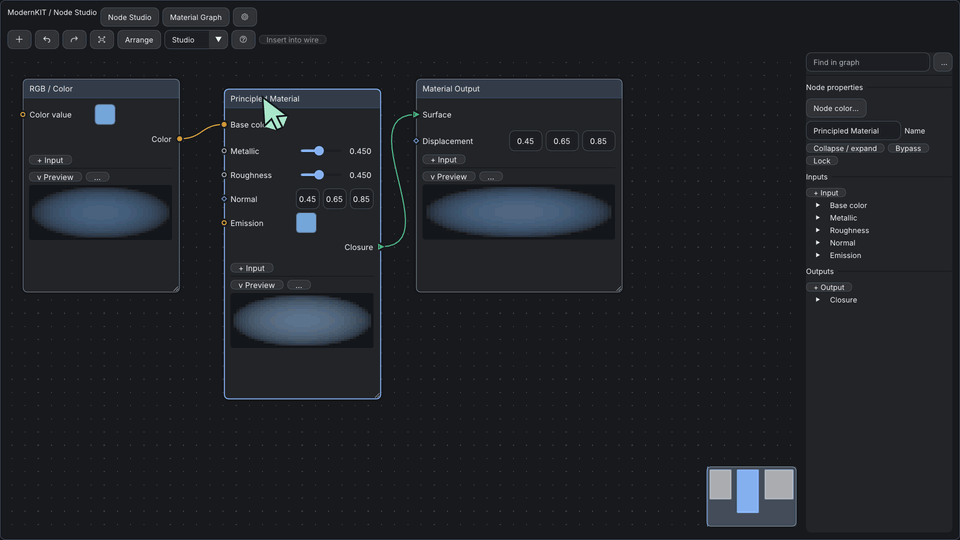 ModernKIT / Node Studio
Node Studio
Material Graph
Arrange
Studio
Insert into wire
RGB / Color
Color value
Color
+ Input
v Preview
...
Material
Base
Metallic
0.450
Roughness
0.450
Normal
0.45
0.65
0.85
Emission
Closure
+ Input
v Preview
...
Material Output
Surface
Displacement
0.45
0.65
0.85
+ Input
v Preview
...
Find in graph
...
Node properties
Node color...
Principled Material
Name
Collapse / expand
Bypass
Lock
Inputs
+ Input
Base color
Metallic
Roughness
Normal
Emission
Outputs
+ Output
Closure